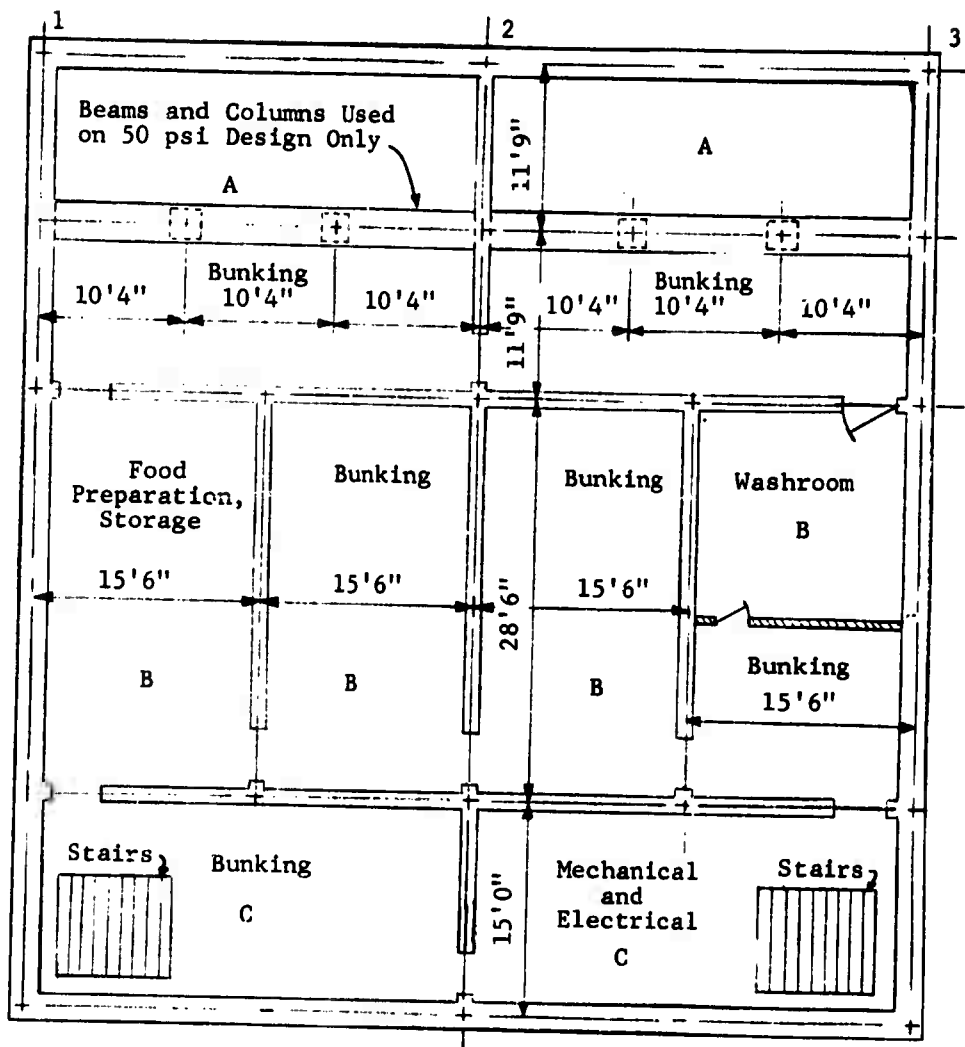 1
2
3
Beams and Columns Used
on 50 psi Design Only
A
A
11'9"
Bunking
10'4" 10'4" 10'4"
Bunking
10'4" 10'4" 10'4"
11'9"
Food
Preparation,
Storage
Bunking
Bunking
Washroom
B
15'6"
15'6"
15'6"
28'6"
B
B
B
Bunking
15'6"
Stairs
Bunking
C
15'0"
Mechanical
and
Electrical
C
Stairs